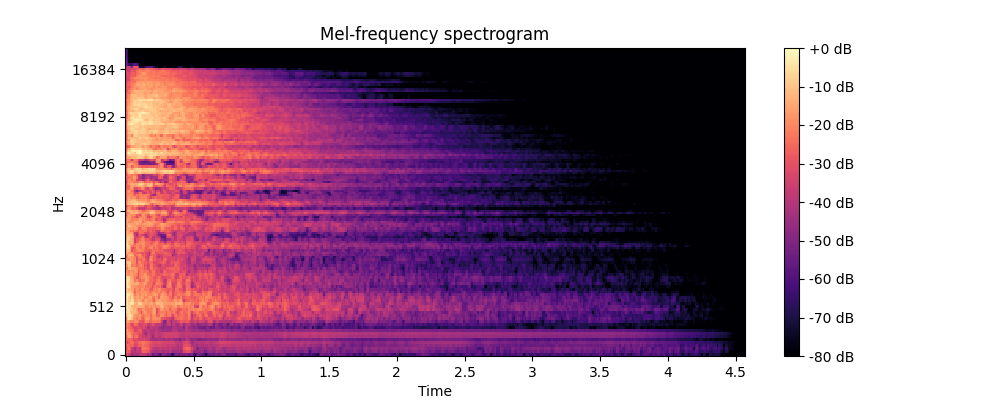 Mel-frequency spectrogram
Hz
16384
8192
4096
2048
1024
512
0
0 0.5 1 1.5 2 2.5 3 3.5 4 4.5
Time
+0 dB
-10 dB
-20 dB
-30 dB
-40 dB
-50 dB
-60 dB
-70 dB
-80 dB